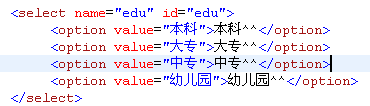 <select name="edu" id="edu">
<option value="本科">本科^^</option>
<option value="大专">大专^^</option>
<option value="中专">中专^^</option>
<option value="幼儿园">幼儿园^^</option>
</select>